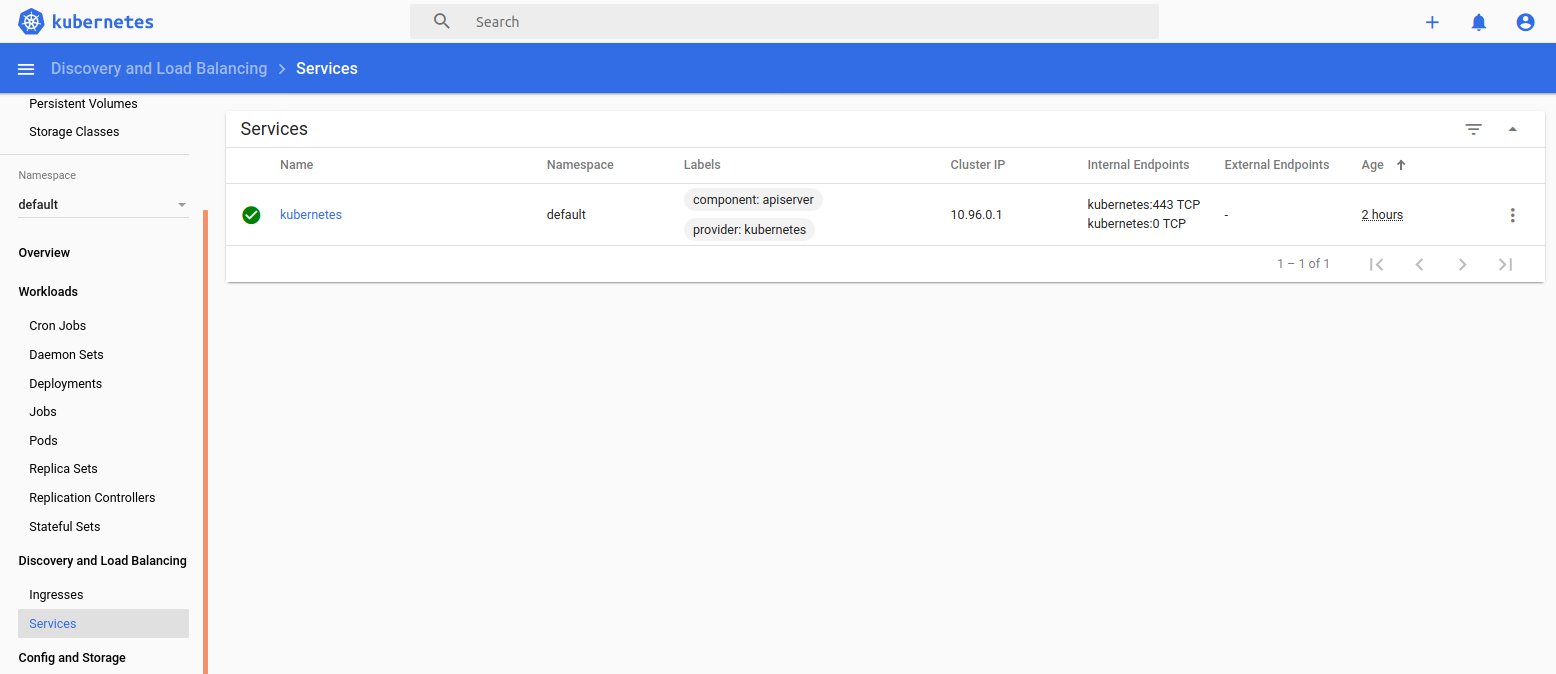 kubernetes
Search
Discovery and Load Balancing > Services
Persistent Volumes
Storage Classes
Namespace
default
Overview
Workloads
Cron Jobs
Daemon Sets
Deployments
Jobs
Pods
Replica Sets
Replication Controllers
Stateful Sets
Discovery and Load Balancing
Ingresses
Services
Config and Storage
Services
Name Namespace Labels Cluster IP Internal Endpoints External Endpoints Age
kubernetes default component: apiserver 10.96.0.1 kubernetes:443 TCP - 2 hours
provider: kubernetes kubernetes:0 TCP
1 – 1 of 1